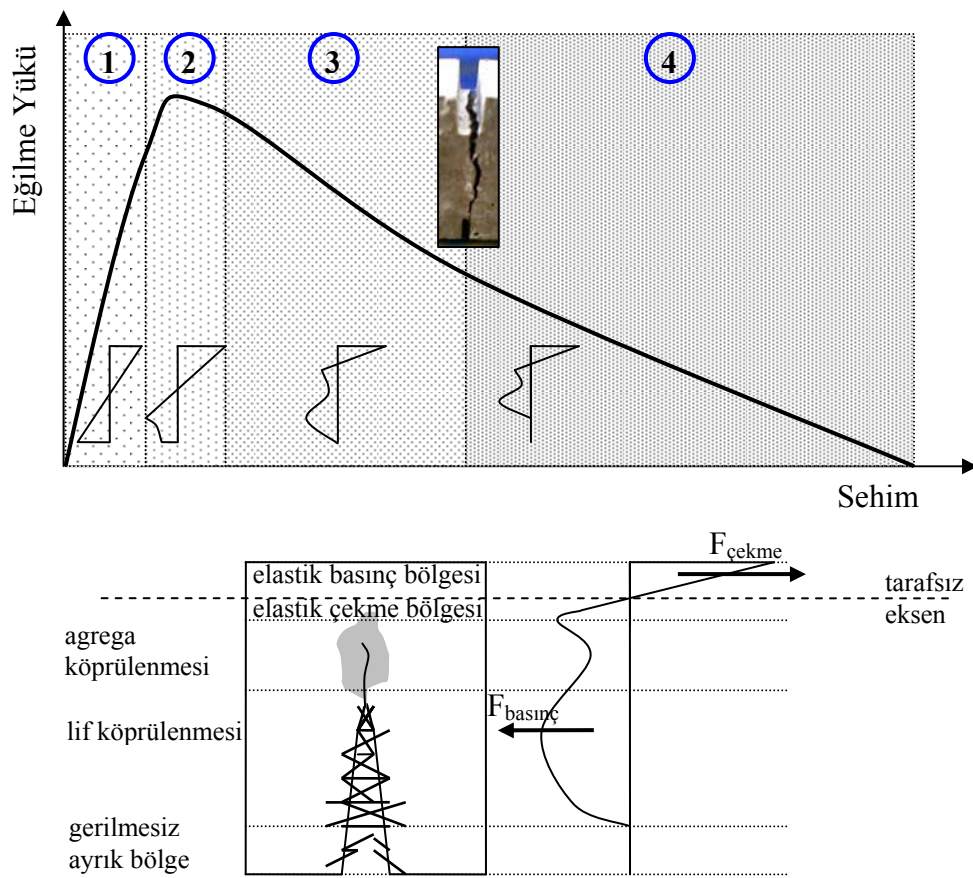 Eğilme Yükü
1
2
3
4
Sehim
Fçekme
elastik basınç bölgesi
elastik çekme bölgesi
tarafsız
eksen
agrega
köprülenmesi
Fbasınç
lif köprülenmesi
gerilmesiz
ayrık bölge